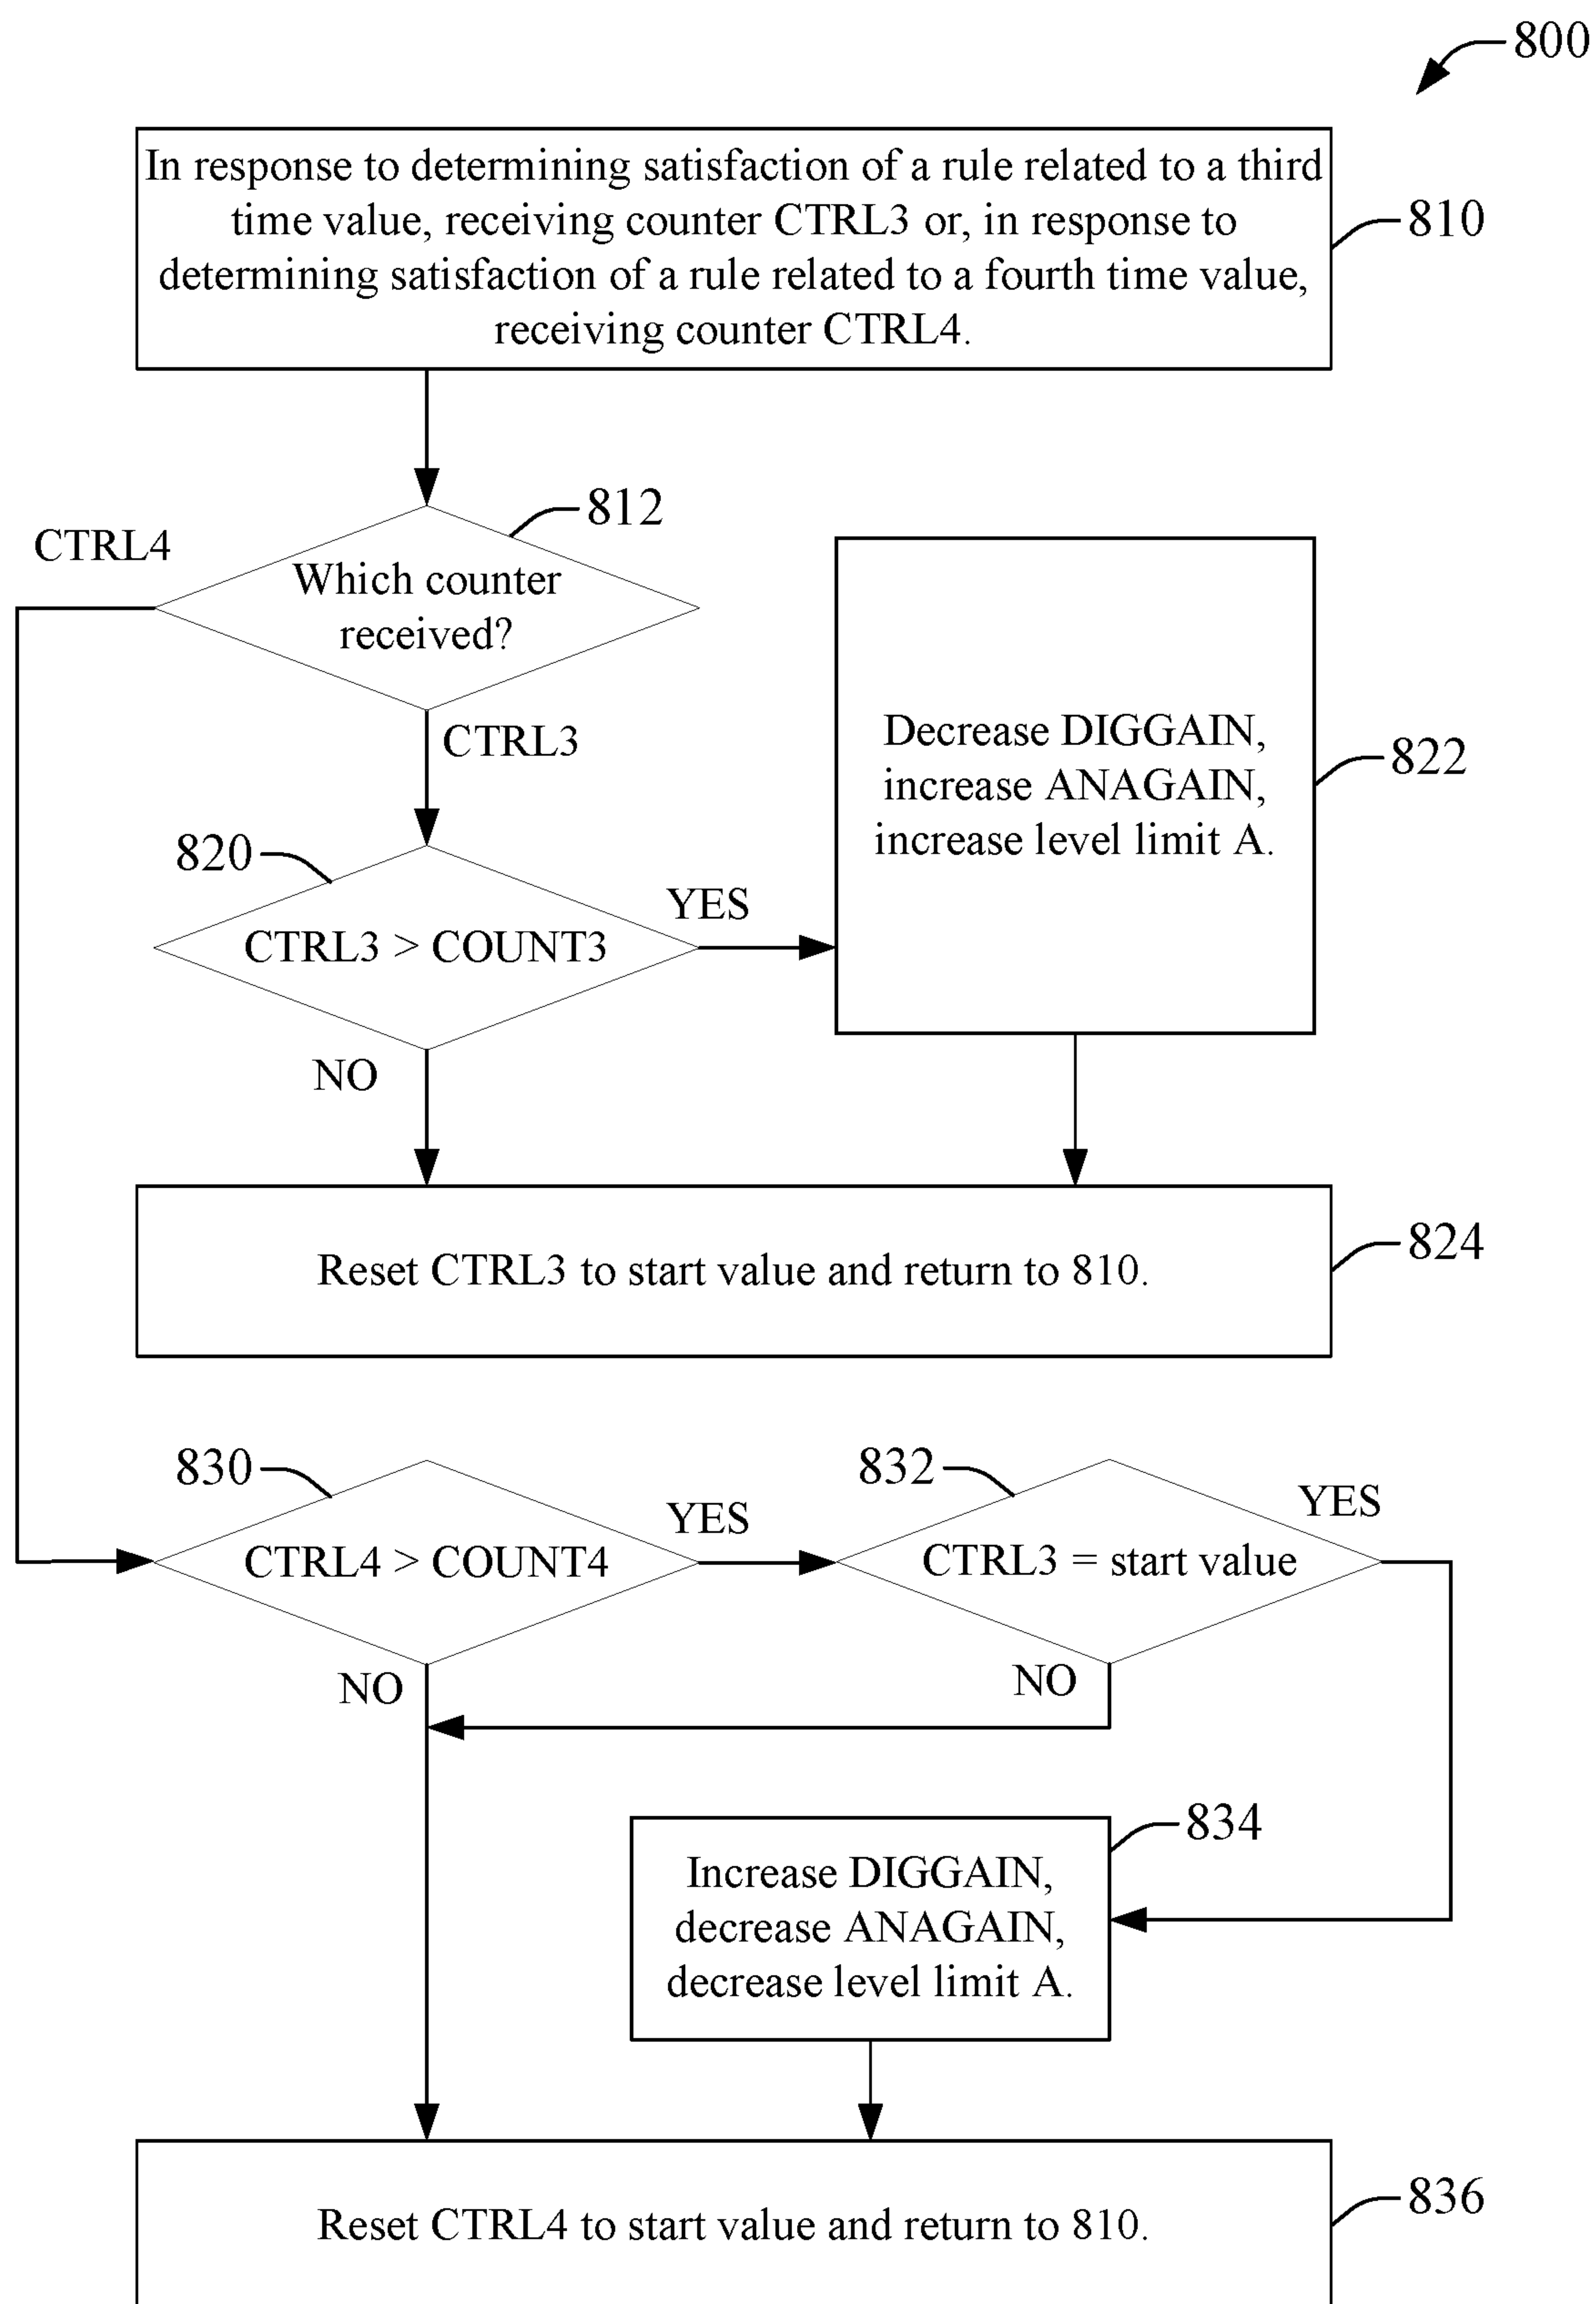 800
In response to determining satisfaction of a rule related to a third
time value, receiving counter CTRL3 or, in response to
determining satisfaction of a rule related to a fourth time value,
receiving counter CTRL4.
810
812
CTRL4
Which counter
received?
CTRL3
Decrease DIGGAIN,
increase ANAGAIN,
increase level limit A.
822
820
YES
CTRL3 > COUNT3
NO
Reset CTRL3 to start value and return to 810.
824
830
YES
CTRL4 > COUNT4
NO
832
YES
CTRL3 = start value
NO
834
Increase DIGGAIN,
decrease ANAGAIN,
decrease level limit A.
Reset CTRL4 to start value and return to 810.
836